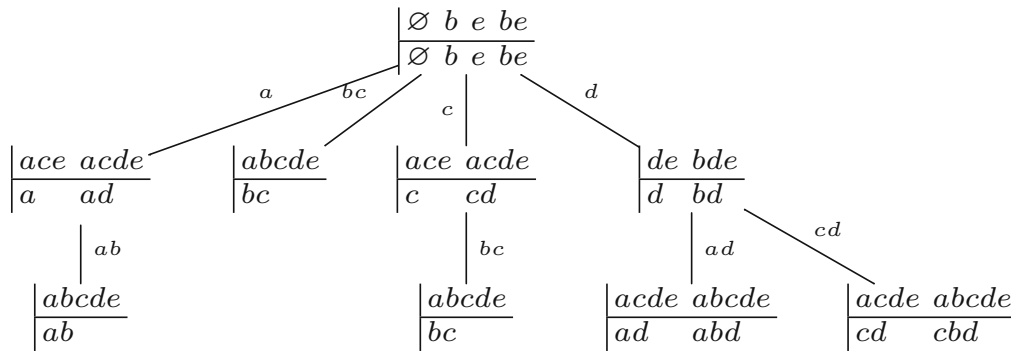 ∅ b e be
∅ b e be
a bc c d
ace acde abcde ace acde de bde
a ad bc c cd d bd
ab bc ad cd
abcde abcde acde abcde acde abcde
ab bc ad abd cd cbd